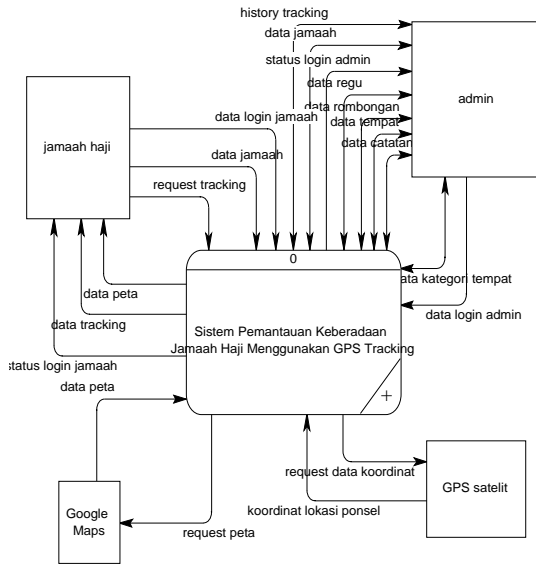 history tracking
data jamaah
status login admin
data regu
data rombongan
data tempat
data catatan
admin
jamaah haji
data login jamaah
data jamaah
request tracking
0
data peta
data tracking
status login jamaah
data peta
Sistem Pemantauan Keberadaan
Jamaah Haji Menggunakan GPS Tracking
ata kategori tempat
data login admin
+
request data koordinat
GPS satelit
koordinat lokasi ponsel
Google
Maps
request peta